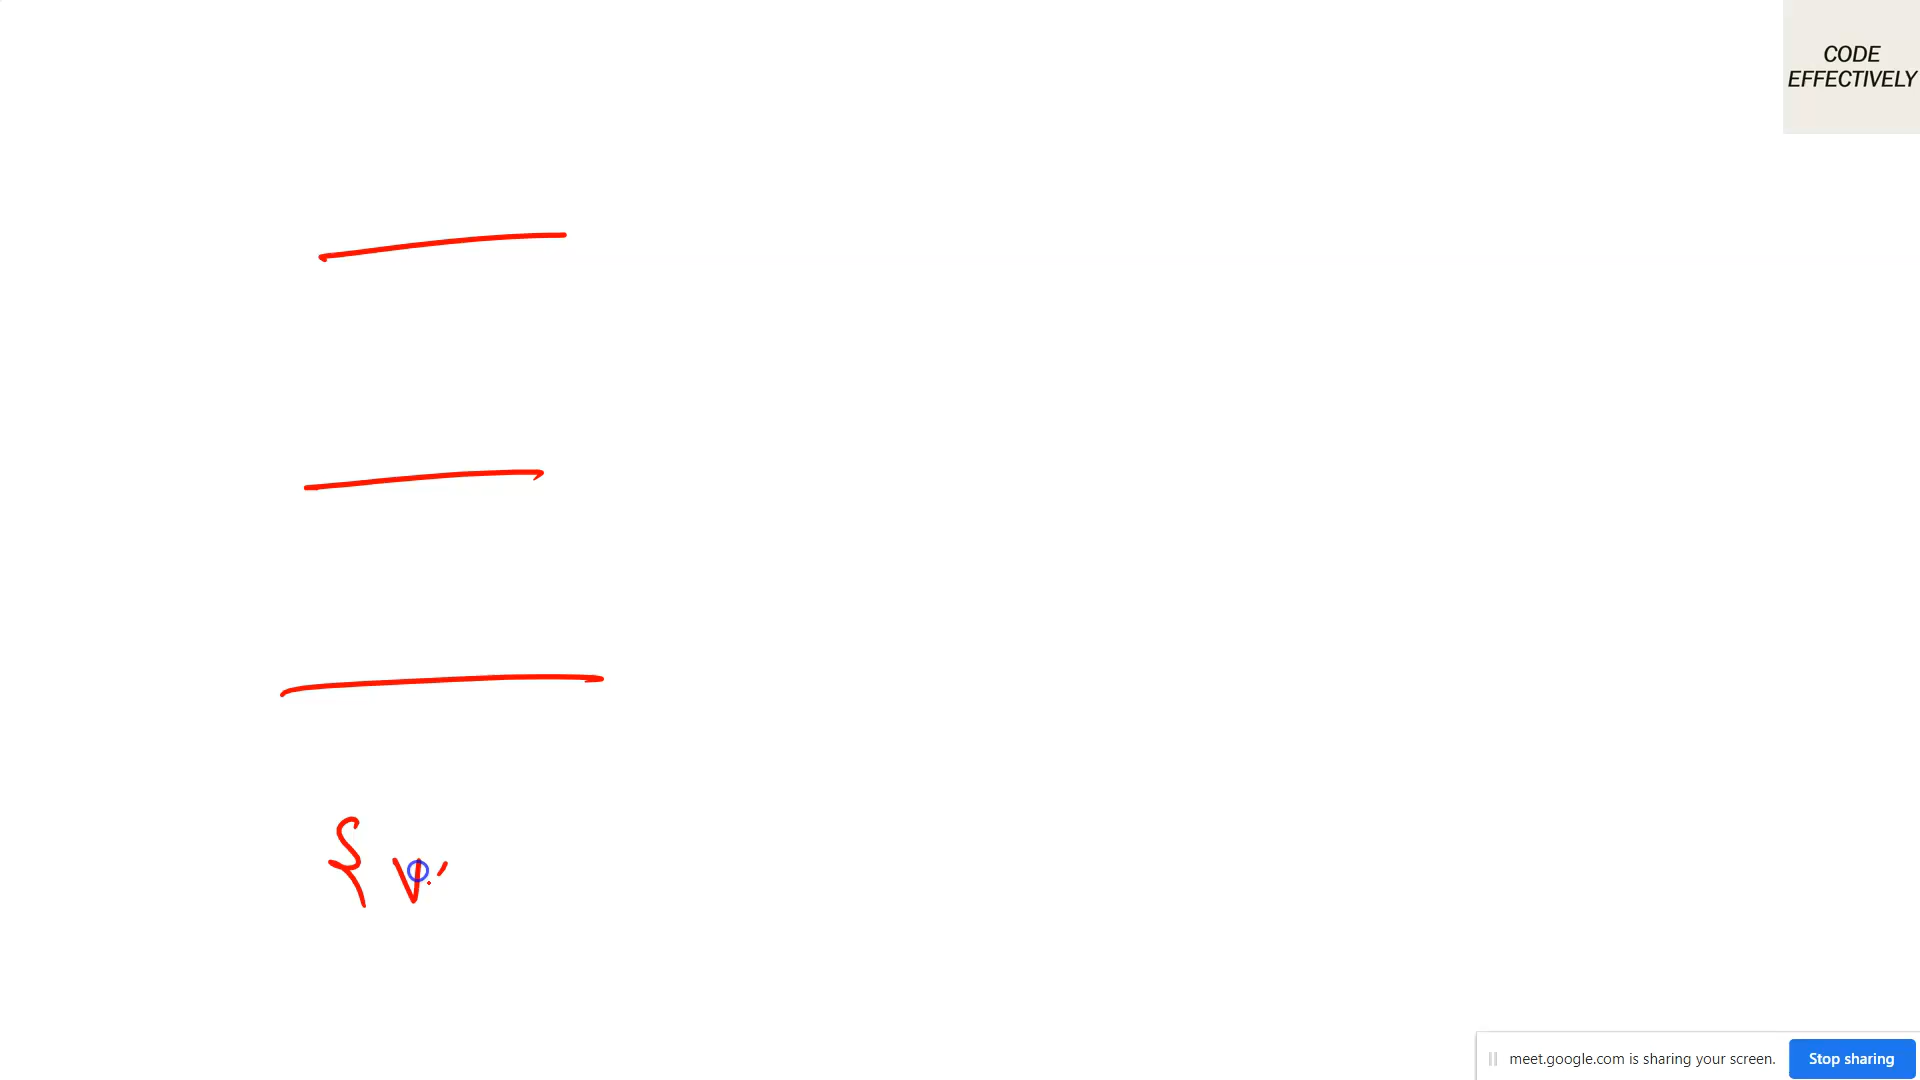 CODE
EFFECTIVELY
{ v
meet.google.com is sharing your screen. Stop sharing